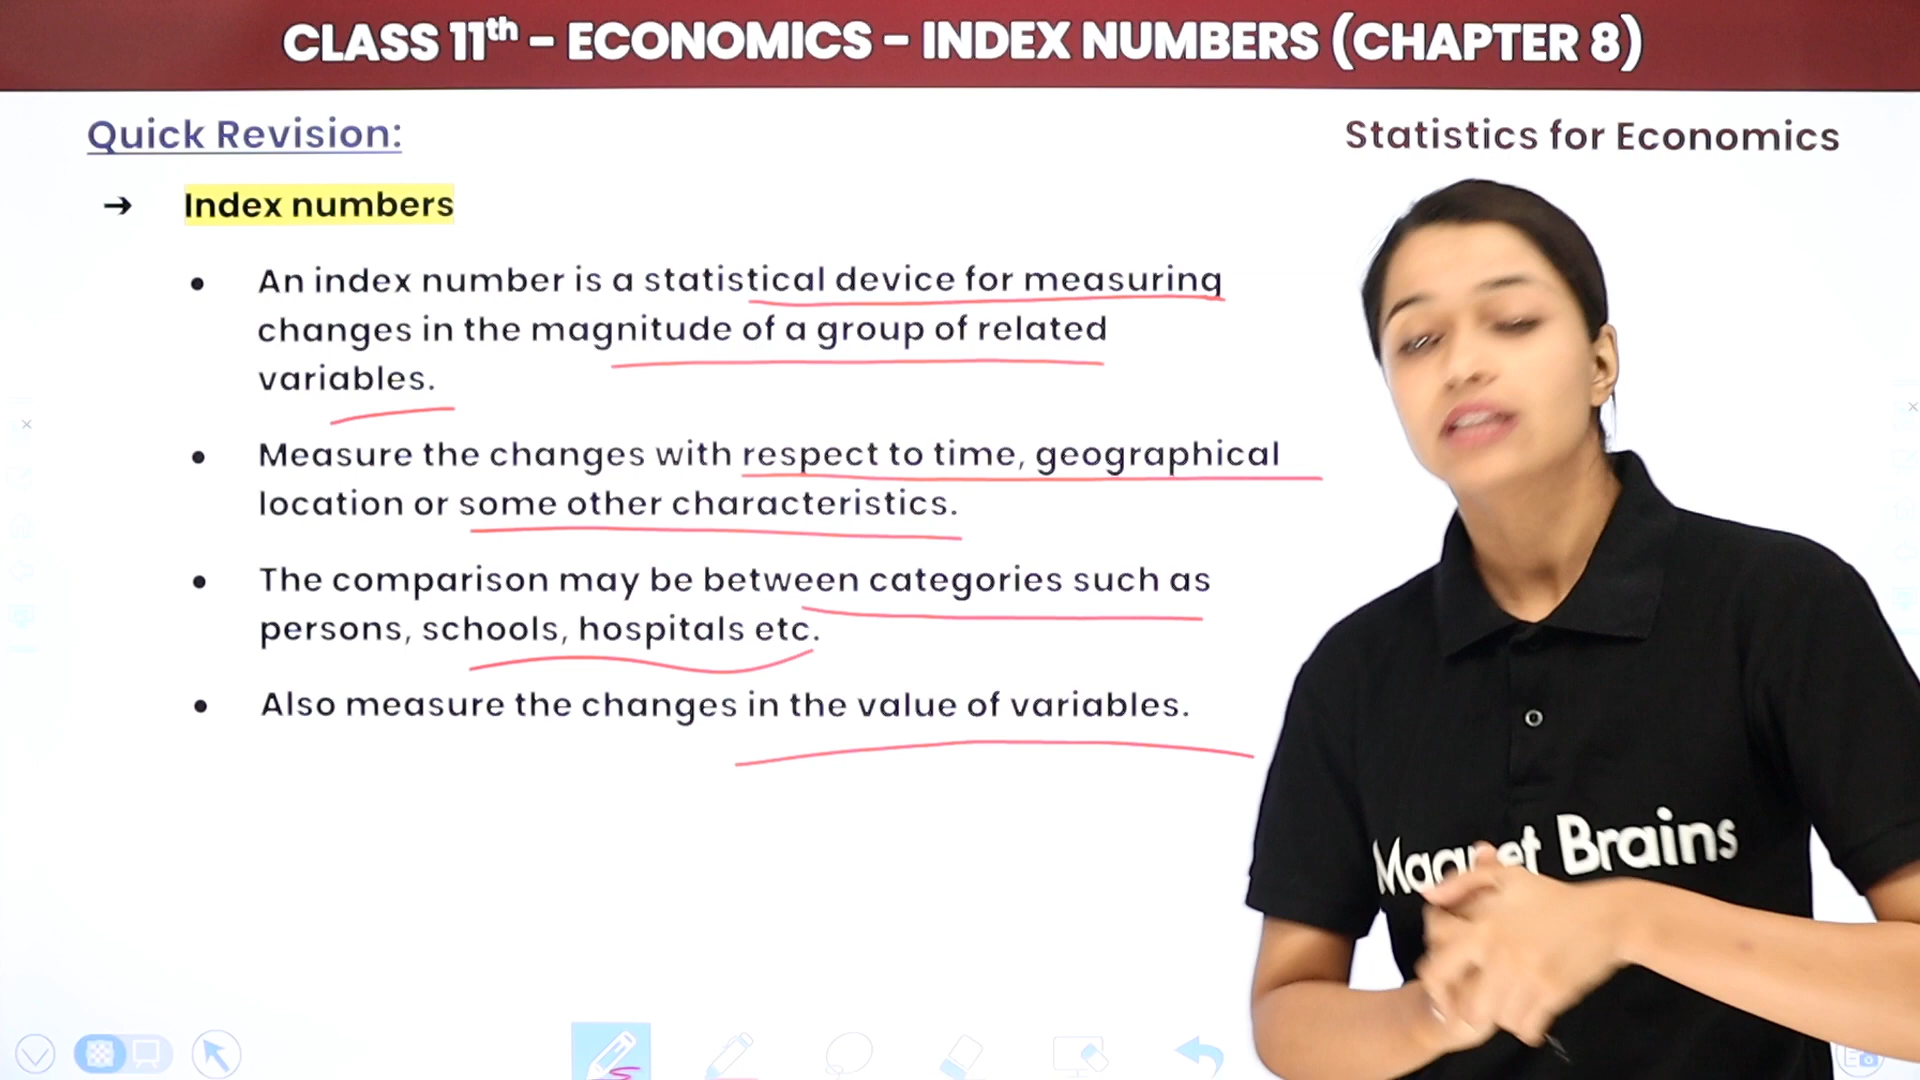 CLASS 11th - ECONOMICS - INDEX NUMBERS (CHAPTER 8)
Quick Revision:
Statistics for Economics
➔ Index numbers
● An index number is a statistical device for measuring
changes in the magnitude of a group of related
variables.
● Measure the changes with respect to time, geographical
location or some other characteristics.
● The comparison may be between categories such as
persons, schools, hospitals etc.
● Also measure the changes in the value of variables.
Magnet Brains